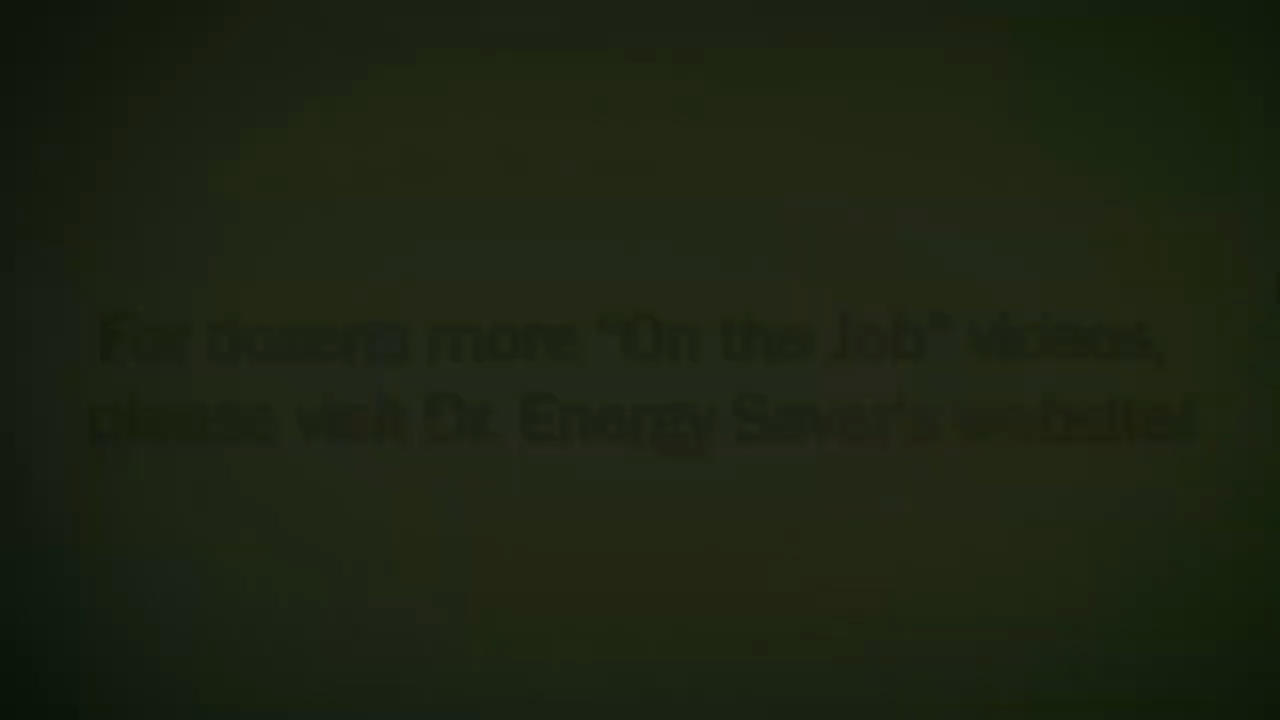 For dozens more "On the Job" videos,
please visit Dr. Energy Saver's website!